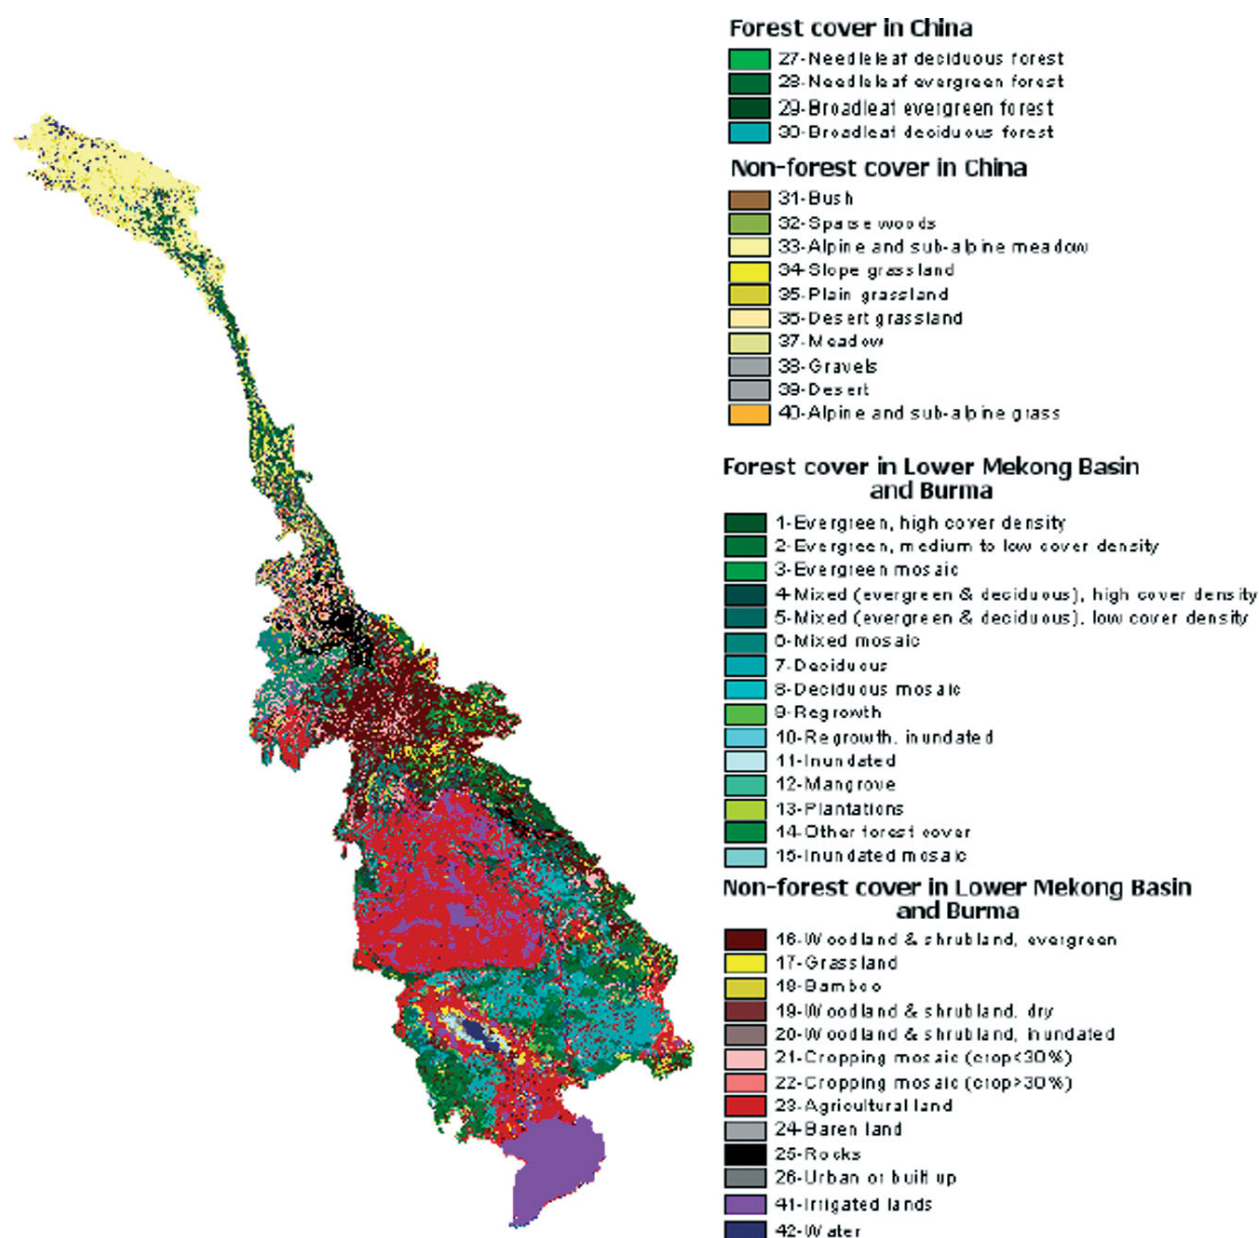 Forest cover in China
27-Needleleaf deciduous forest
28-Needleleaf evergreen forest
29-Broadleaf evergreen forest
30-Broadleaf deciduous forest
Non-forest cover in China
31-Bush
32-Sparse woods
33-Alpine and sub-alpine meadow
34-Slope grassland
35-Plain grassland
36-Desert grassland
37-Meadow
38-Gravels
39-Desert
40-Alpine and sub-alpine grass
Forest cover in Lower Mekong Basin
and Burma
1-Evergreen, high cover density
2-Evergreen, medium to low cover density
3-Evergreen mosaic
4-Mixed (evergreen & deciduous), high cover density
5-Mixed (evergreen & deciduous), low cover density
6-Mixed mosaic
7-Deciduous
8-Deciduous mosaic
9-Regrowth
10-Regrowth, inundated
11-Inundated
12-Mangrove
13-Plantations
14-Other forest cover
15-Inundated mosaic
Non-forest cover in Lower Mekong Basin
and Burma
16-Woodland & shrubland, evergreen
17-Grassland
18-Bamboo
19-Woodland & shrubland, dry
20-Woodland & shrubland, inundated
21-Cropping mosaic (crop<30%)
22-Cropping mosaic (crop>30%)
23-Agricultural land
24-Baren land
25-Rocks
26-Urban or built up
41-Irrigated lands
42-Water